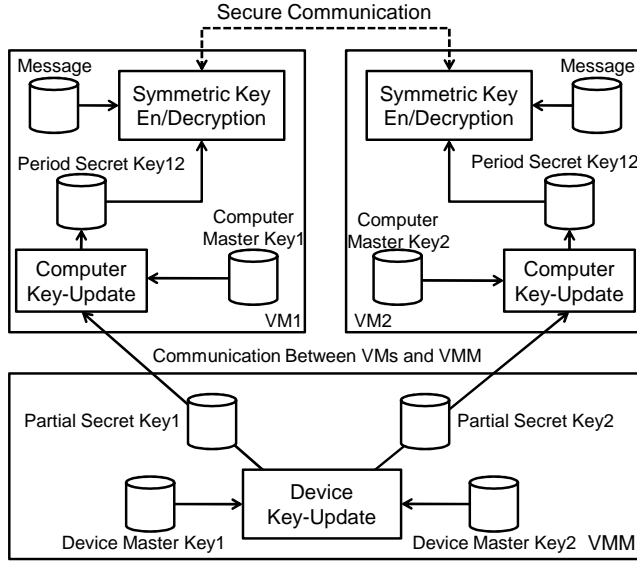 Secure Communication
Message
Symmetric Key
En/Decryption
Period Secret Key12
Computer
Master Key1
Computer
Key-Update
VM1
Message
Symmetric Key
En/Decryption
Period Secret Key12
Computer
Master Key2
Computer
Key-Update
VM2
Communication Between VMs and VMM
Partial Secret Key1
Partial Secret Key2
Device
Key-Update
Device Master Key1
Device Master Key2
VMM